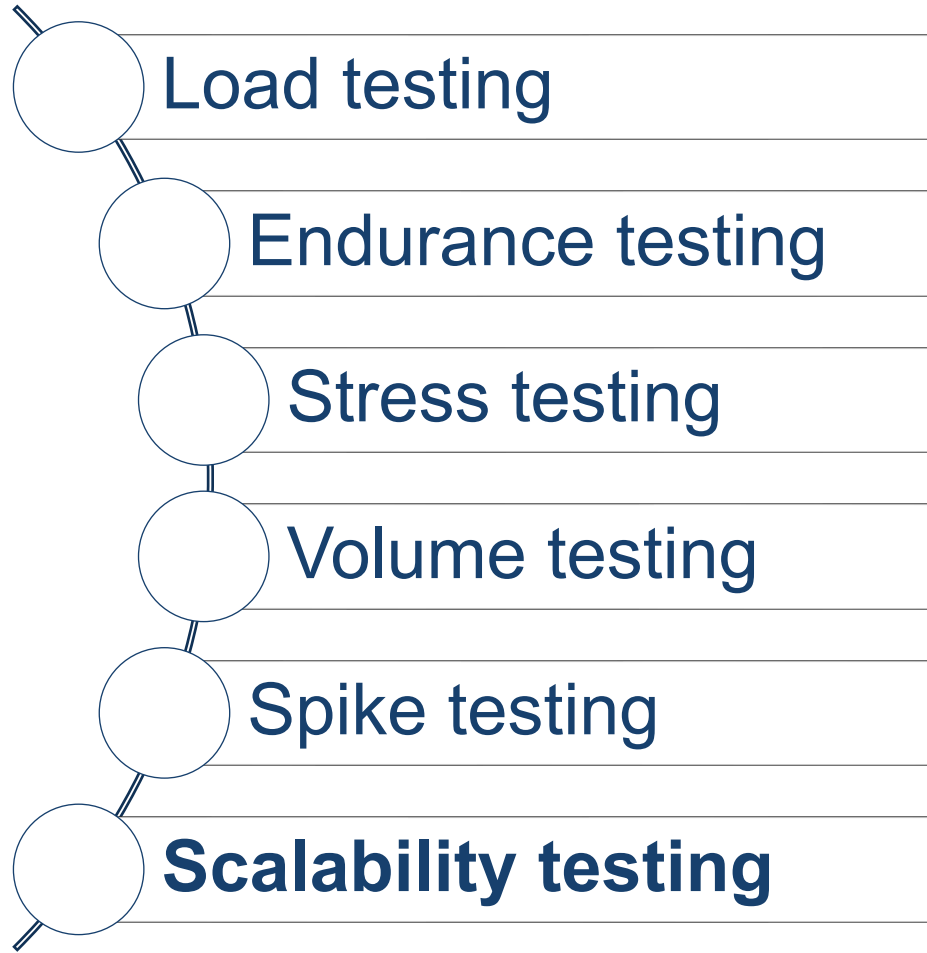 Load testing
Endurance testing
Stress testing
Volume testing
Spike testing
Scalability testing